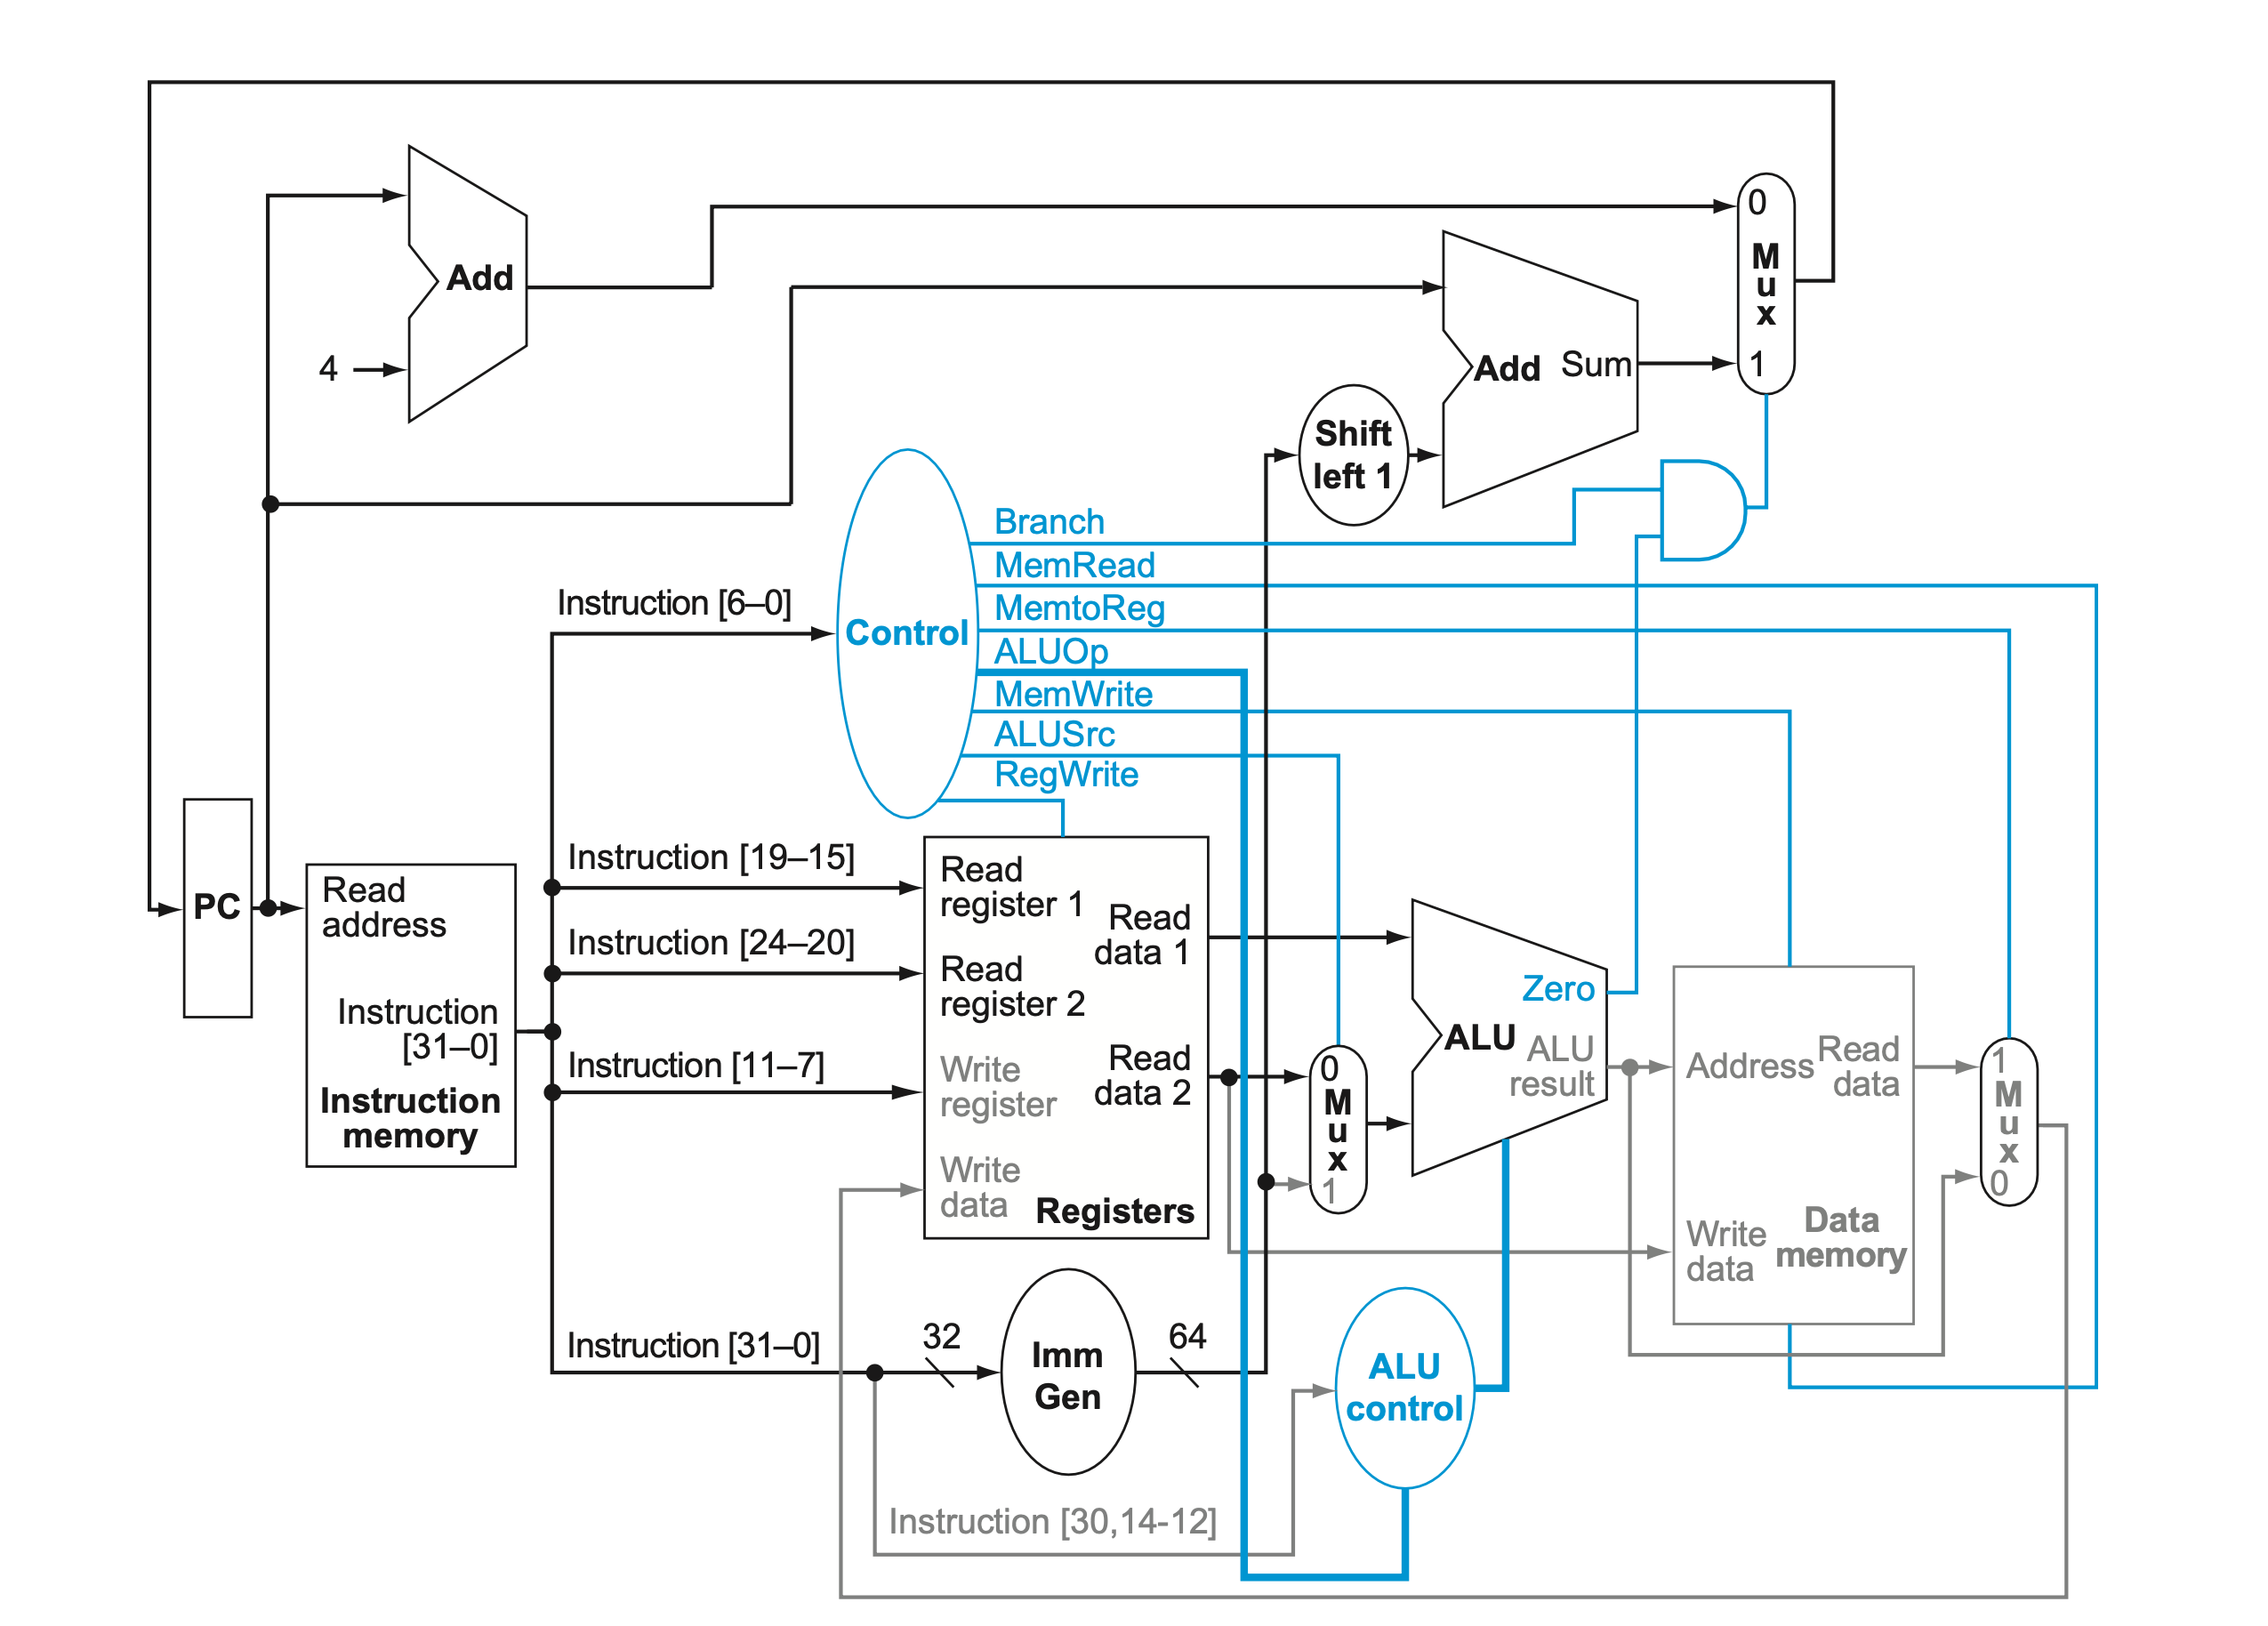 Add
4
0
M
u
x
1
Add Sum
Shift
left 1
Branch
MemRead
MemtoReg
ALUOp
MemWrite
ALUSrc
RegWrite
Instruction [6–0]
Control
PC
Read
address
Instruction
[31–0]
Instruction
memory
Instruction [19–15]
Instruction [24–20]
Instruction [11–7]
Read
register 1
Read
data 1
Read
register 2
Write
register
Read
data 2
Write
data
Registers
0
M
u
x
1
Zero
ALU
ALU
result
Address
Read
data
Write
data
Data
memory
1
M
u
x
0
Instruction [31–0]
32
Imm
Gen
64
ALU
control
Instruction [30,14-12]